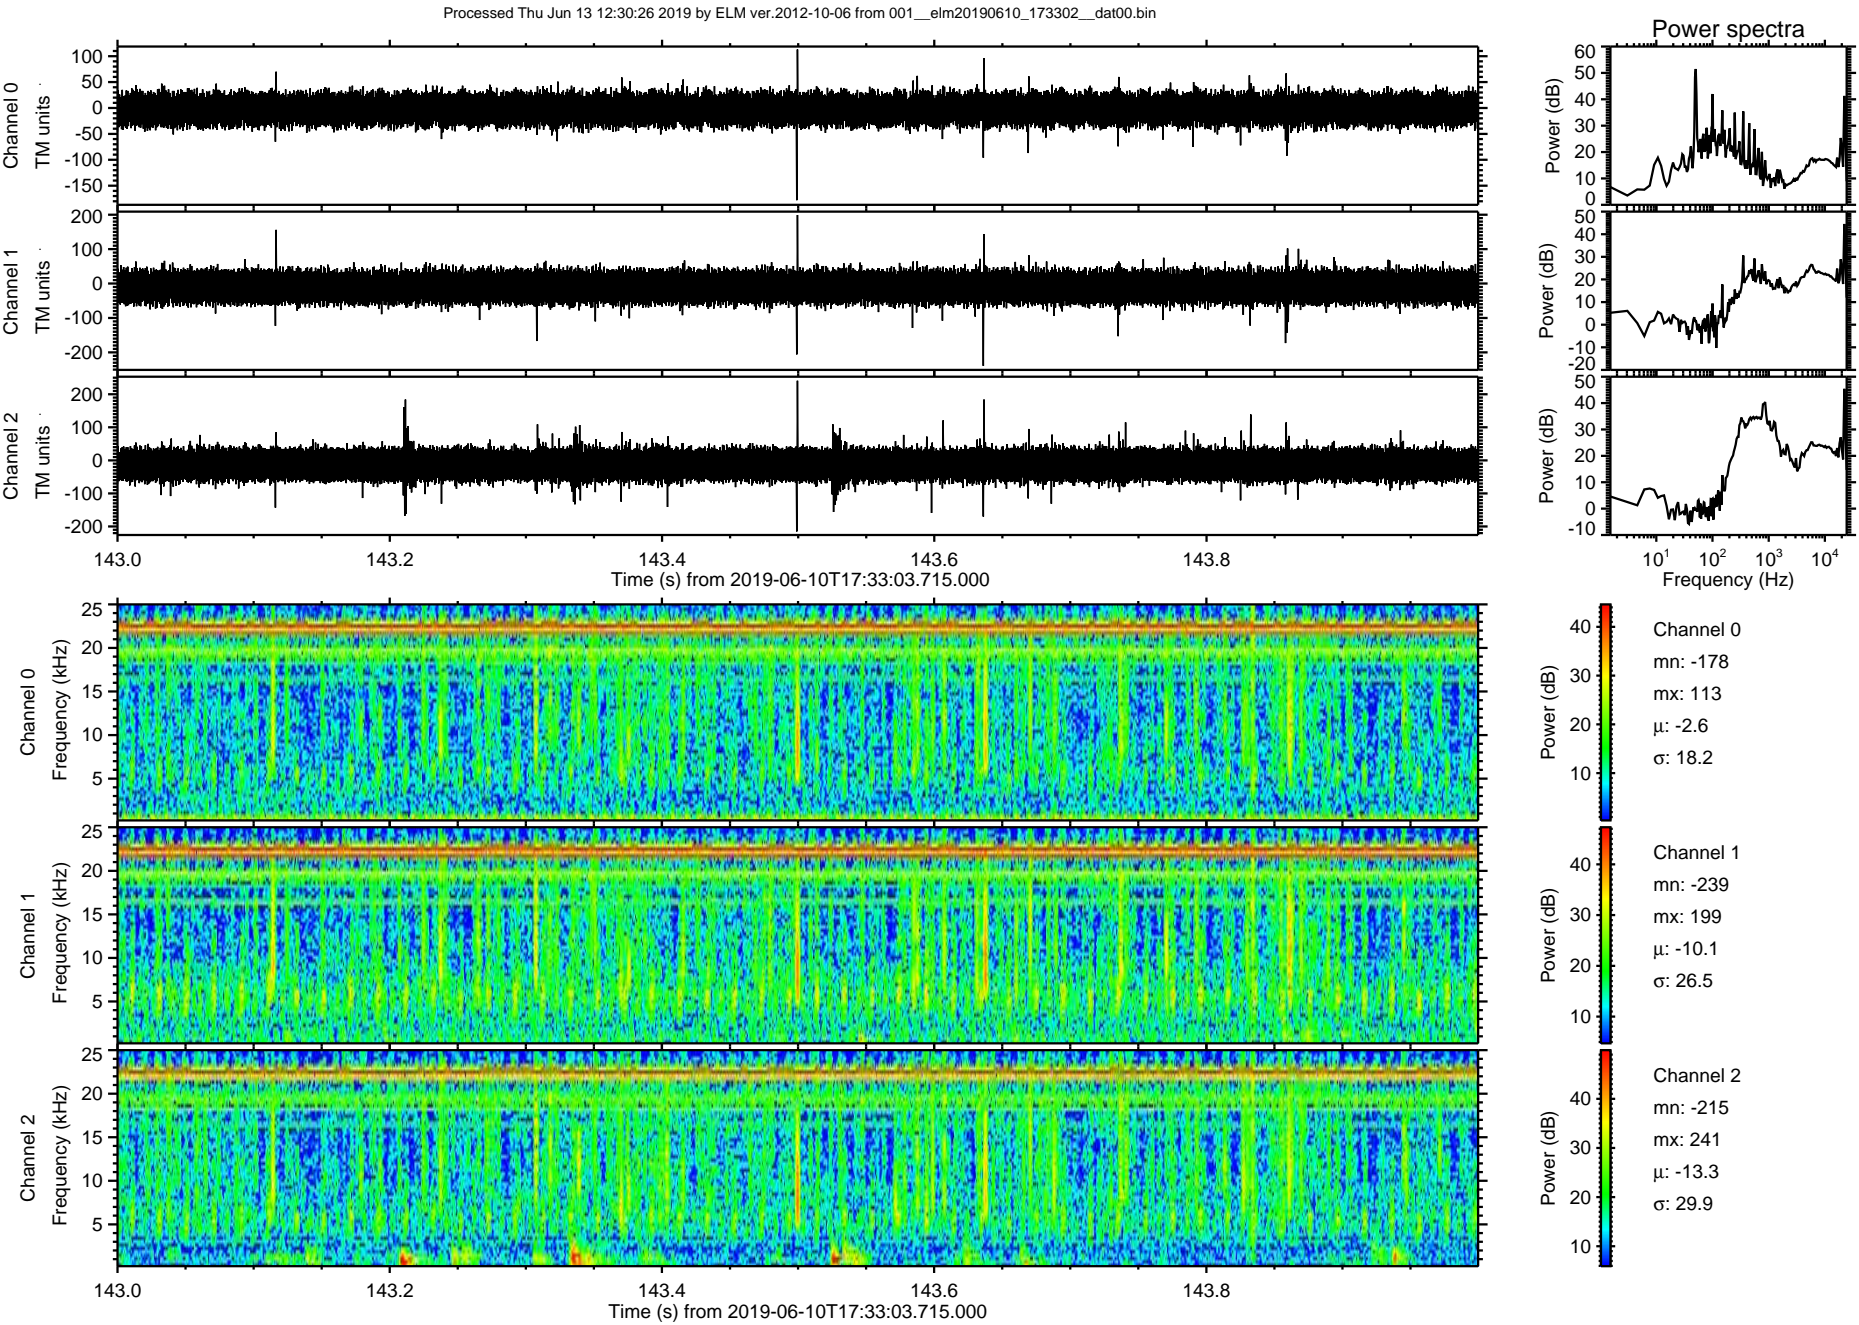 Processed Thu Jun 13 12:30:26 2019 by ELM ver.2012-10-06 from 001__elm20190610_173302__dat00.bin
Power spectra
Channel 0
TM units
100
50
0
-50
-100
-150
Power (dB)
60
50
40
30
20
10
0
Channel 1
TM units
200
100
0
-100
-200
Power (dB)
50
40
30
20
10
0
-10
-20
Channel 2
TM units
200
100
0
-100
-200
Power (dB)
50
40
30
20
10
0
-10
143.0 143.2 143.4 143.6 143.8
Time (s) from 2019-06-10T17:33:03.715.000
10^1 10^2 10^3 10^4
Frequency (Hz)
Channel 0
Frequency (kHz)
25
20
15
10
5
Power (dB)
40
30
20
10
Channel 0
mn: -178
mx: 113
μ: -2.6
σ: 18.2
Channel 1
Frequency (kHz)
25
20
15
10
5
Power (dB)
40
30
20
10
Channel 1
mn: -239
mx: 199
μ: -10.1
σ: 26.5
Channel 2
Frequency (kHz)
25
20
15
10
5
Power (dB)
40
30
20
10
Channel 2
mn: -215
mx: 241
μ: -13.3
σ: 29.9
143.0 143.2 143.4 143.6 143.8
Time (s) from 2019-06-10T17:33:03.715.000